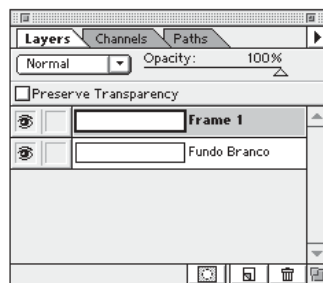 Layers Channels Paths
Normal Opacity: 100%
Preserve Transparency
Frame 1
Fundo Branco